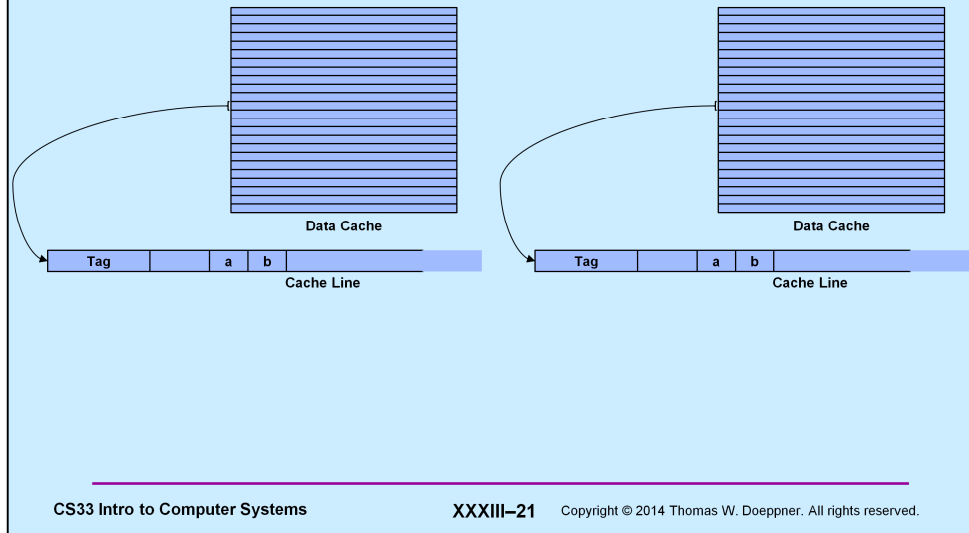 Data Cache Data Cache
Tag a b Tag a b
Cache Line Cache Line
CS33 Intro to Computer Systems XXXIII–21 Copyright © 2014 Thomas W. Doeppner. All rights reserved.